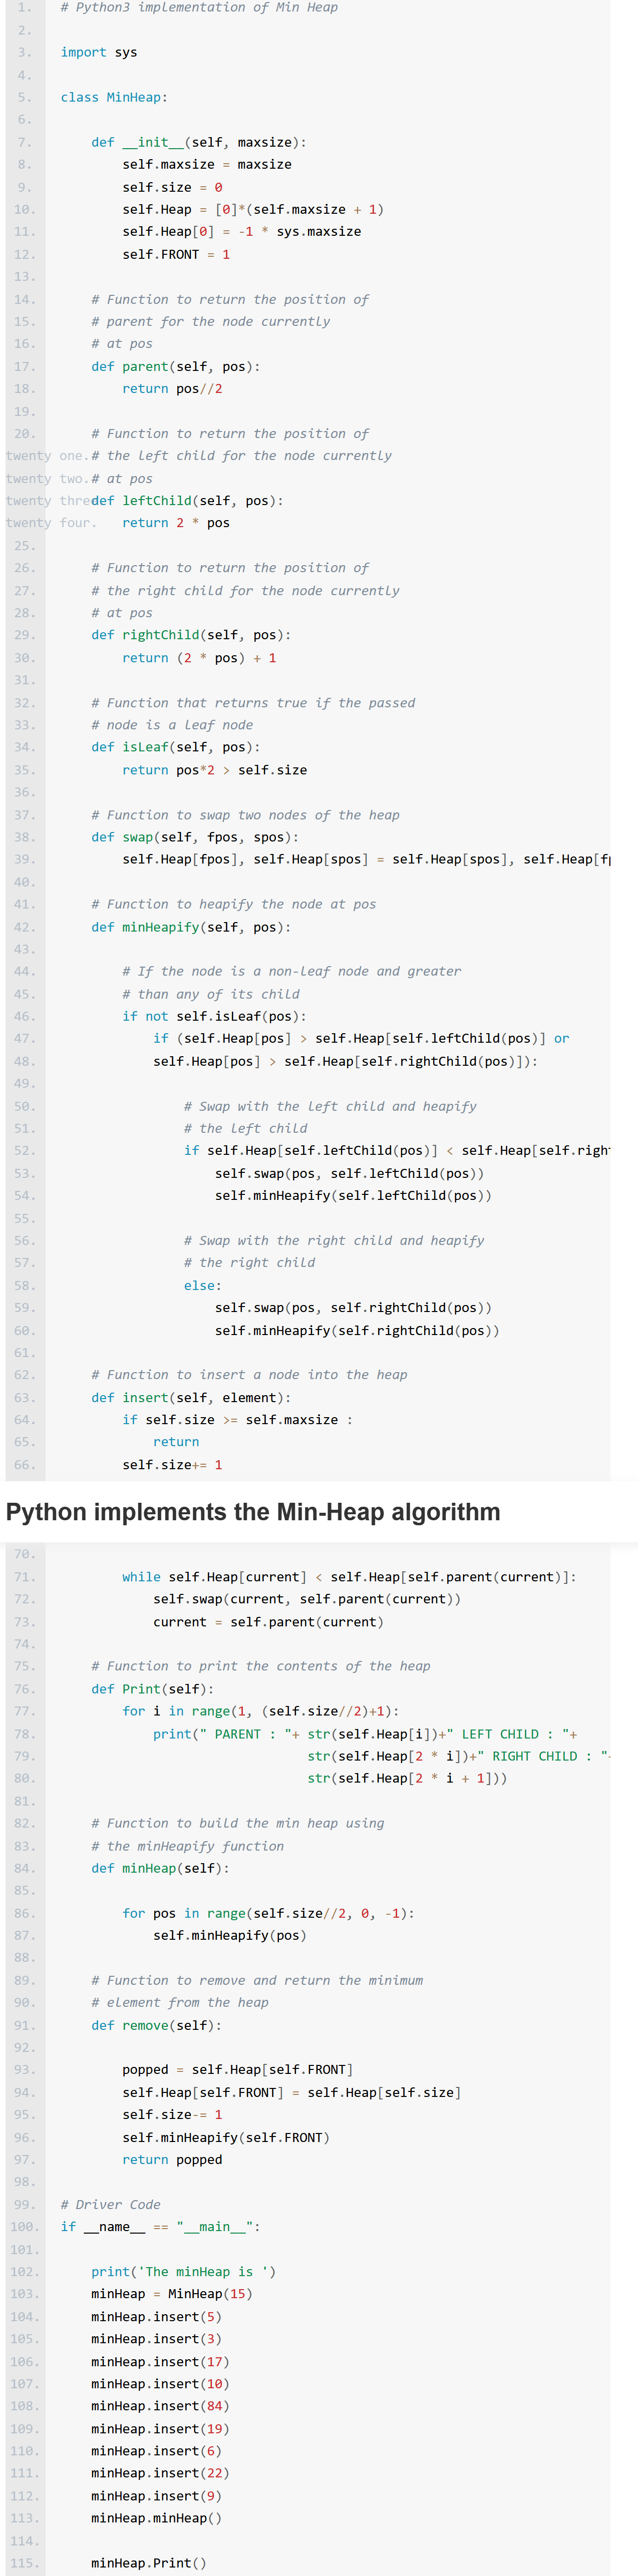 1. # Python3 implementation of Min Heap
2.
3. import sys
4.
5. class MinHeap:
6.
7.     def __init__(self, maxsize):
8.         self.maxsize = maxsize
9.         self.size = 0
10.         self.Heap = [0]*(self.maxsize + 1)
11.         self.Heap[0] = -1 * sys.maxsize
12.         self.FRONT = 1
13.
14.     # Function to return the position of
15.     # parent for the node currently
16.     # at pos
17.     def parent(self, pos):
18.         return pos//2
19.
20.     # Function to return the position of
twenty one.# the left child for the node currently
twenty two.# at pos
twenty three def leftChild(self, pos):
twenty four.    return 2 * pos
25.
26.     # Function to return the position of
27.     # the right child for the node currently
28.     # at pos
29.     def rightChild(self, pos):
30.         return (2 * pos) + 1
31.
32.     # Function that returns true if the passed
33.     # node is a leaf node
34.     def isLeaf(self, pos):
35.         return pos*2 > self.size
36.
37.     # Function to swap two nodes of the heap
38.     def swap(self, fpos, spos):
39.         self.Heap[fpos], self.Heap[spos] = self.Heap[spos], self.Heap[fp
40.
41.     # Function to heapify the node at pos
42.     def minHeapify(self, pos):
43.
44.         # If the node is a non-leaf node and greater
45.         # than any of its child
46.         if not self.isLeaf(pos):
47.             if (self.Heap[pos] > self.Heap[self.leftChild(pos)] or
48.             self.Heap[pos] > self.Heap[self.rightChild(pos)]):
49.
50.                 # Swap with the left child and heapify
51.                 # the left child
52.                 if self.Heap[self.leftChild(pos)] < self.Heap[self.righ
53.                     self.swap(pos, self.leftChild(pos))
54.                     self.minHeapify(self.leftChild(pos))
55.
56.                 # Swap with the right child and heapify
57.                 # the right child
58.                 else:
59.                     self.swap(pos, self.rightChild(pos))
60.                     self.minHeapify(self.rightChild(pos))
61.
62.     # Function to insert a node into the heap
63.     def insert(self, element):
64.         if self.size >= self.maxsize :
65.             return
66.         self.size+= 1
Python implements the Min-Heap algorithm
70.
71.         while self.Heap[current] < self.Heap[self.parent(current)]:
72.             self.swap(current, self.parent(current))
73.             current = self.parent(current)
74.
75.     # Function to print the contents of the heap
76.     def Print(self):
77.         for i in range(1, (self.size//2)+1):
78.             print(" PARENT : "+ str(self.Heap[i])+" LEFT CHILD : "+
79.                                 str(self.Heap[2 * i])+" RIGHT CHILD : "+
80.                                 str(self.Heap[2 * i + 1]))
81.
82.     # Function to build the min heap using
83.     # the minHeapify function
84.     def minHeap(self):
85.
86.         for pos in range(self.size//2, 0, -1):
87.             self.minHeapify(pos)
88.
89.     # Function to remove and return the minimum
90.     # element from the heap
91.     def remove(self):
92.
93.         popped = self.Heap[self.FRONT]
94.         self.Heap[self.FRONT] = self.Heap[self.size]
95.         self.size-= 1
96.         self.minHeapify(self.FRONT)
97.         return popped
98.
99. # Driver Code
100. if __name__ == "__main__":
101.
102.     print('The minHeap is ')
103.     minHeap = MinHeap(15)
104.     minHeap.insert(5)
105.     minHeap.insert(3)
106.     minHeap.insert(17)
107.     minHeap.insert(10)
108.     minHeap.insert(84)
109.     minHeap.insert(19)
110.     minHeap.insert(6)
111.     minHeap.insert(22)
112.     minHeap.insert(9)
113.     minHeap.minHeap()
114.
115.     minHeap.Print()